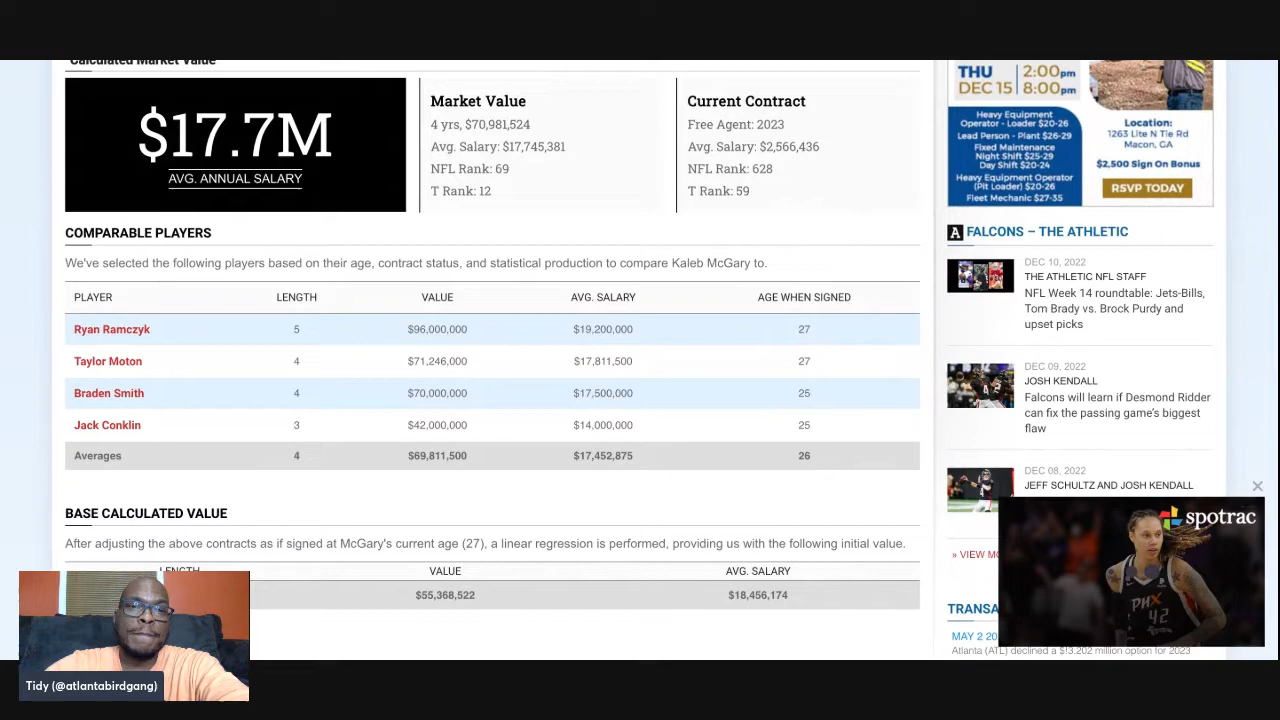 Calculated Market Value
$17.7M
AVG. ANNUAL SALARY
Market Value
4 yrs, $70,981,524
Avg. Salary: $17,745,381
NFL Rank: 69
T Rank: 12
Current Contract
Free Agent: 2023
Avg. Salary: $2,566,436
NFL Rank: 628
T Rank: 59
COMPARABLE PLAYERS
We've selected the following players based on their age, contract status, and statistical production to compare Kaleb McGary to.
PLAYER LENGTH VALUE AVG. SALARY AGE WHEN SIGNED
Ryan Ramczyk 5 $96,000,000 $19,200,000 27
Taylor Moton 4 $71,246,000 $17,811,500 27
Braden Smith 4 $70,000,000 $17,500,000 25
Jack Conklin 3 $42,000,000 $14,000,000 25
Averages 4 $69,811,500 $17,452,875 26
BASE CALCULATED VALUE
After adjusting the above contracts as if signed at McGary's current age (27), a linear regression is performed, providing us with the following initial value.
LENGTH VALUE AVG. SALARY
$55,368,522 $18,456,174
Tidy (@atlantabirdgang)
THU
DEC 15
2:00pm
8:00pm
Heavy Equipment
Operator - Loader $20-26
Lead Person - Plant $26-29
Fixed Maintenance
Night Shift $25-29
Day Shift $20-24
Heavy Equipment Operator
(Pit Loader) $20-26
Fleet Mechanic $27-35
Location:
1263 Lite N Tie Rd
Macon, GA
$2,500 Sign On Bonus
RSVP TODAY
A FALCONS – THE ATHLETIC
DEC 10, 2022
THE ATHLETIC NFL STAFF
NFL Week 14 roundtable: Jets-Bills,
Tom Brady vs. Brock Purdy and
upset picks
DEC 09, 2022
JOSH KENDALL
Falcons will learn if Desmond Ridder
can fix the passing game's biggest
flaw
DEC 08, 2022
JEFF SCHULTZ AND JOSH KENDALL
spotrac
PHX
42
» VIEW MO
TRANSA
MAY 2 20
Atlanta (ATL) declined a $13.202 million option for 2023